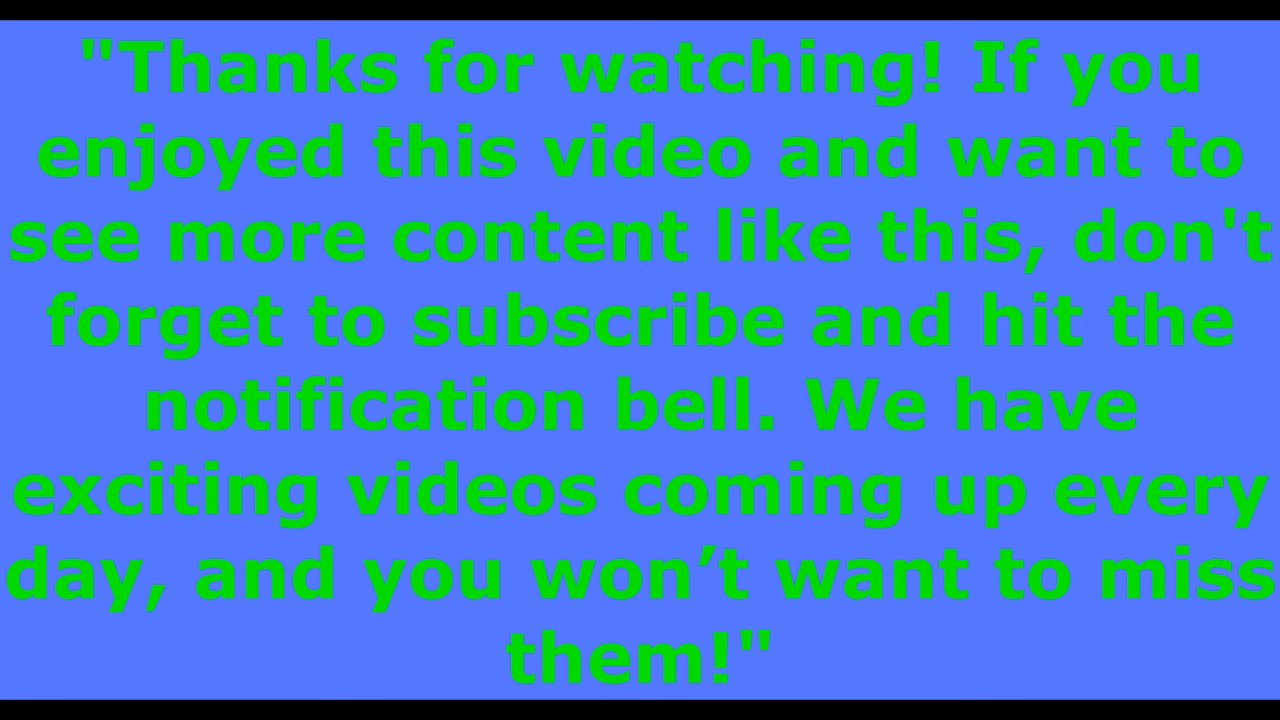 "Thanks for watching! If you
enjoyed this video and want to
see more content like this, don't
forget to subscribe and hit the
notification bell. We have
exciting videos coming up every
day, and you won’t want to miss
them!"